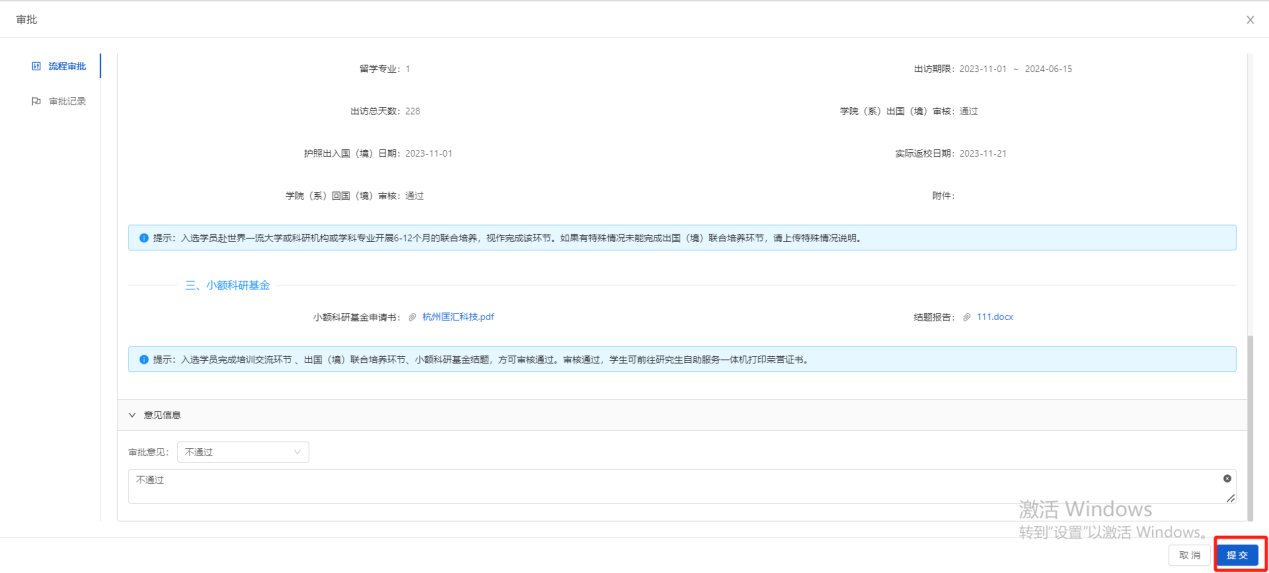 审批
流程审批
审批记录
留学专业：1
出访期限：2023-11-01 ~ 2024-06-15
出访总天数：228
学院（系）出国（境）审核：通过
护照出入国（境）日期：2023-11-01
实际返校日期：2023-11-21
学院（系）回国（境）审核：通过
附件：
提示：入选学员赴世界一流大学或科研机构或学科专业开展6-12个月的联合培养，视作完成该环节。如果有特殊情况未能完成出国（境）联合培养环节，请上传特殊情况说明。
三、小额科研基金
小额科研基金申请书：杭州匡汇科技.pdf
结题报告：111.docx
提示：入选学员完成培训交流环节 、出国（境）联合培养环节、小额科研基金结题，方可审核通过。审核通过，学生可前往研究生自助服务一体机打印荣誉证书。
意见信息
审批意见：不通过
不通过
激活 Windows
转到"设置"以激活 Windows。
取 消
提 交